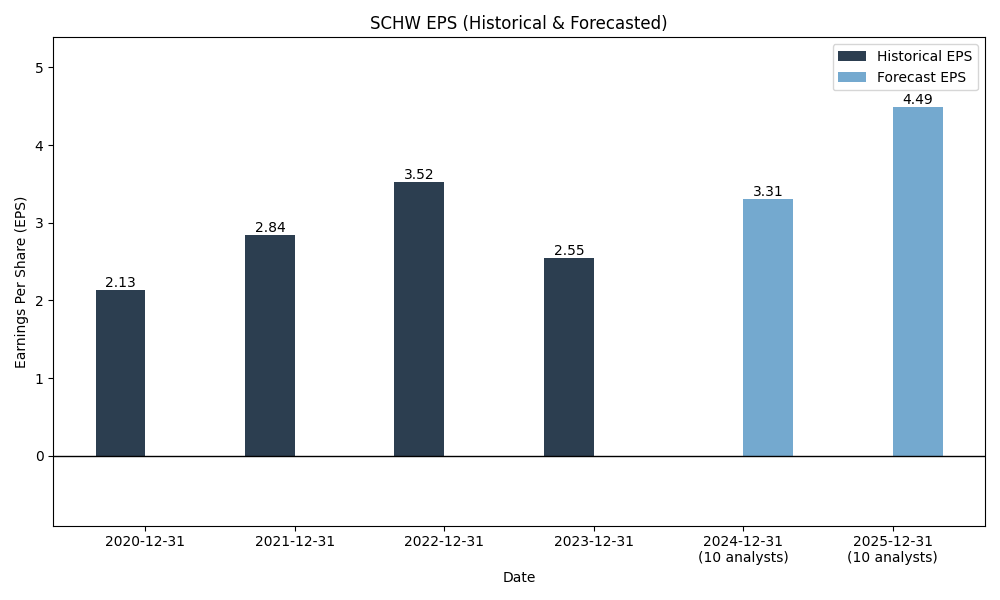 SCHW EPS (Historical & Forecasted)
Historical EPS
Forecast EPS
Earnings Per Share (EPS)
5
4
3
2
1
0
2.13
2.84
3.52
2.55
3.31
4.49
2020-12-31
2021-12-31
2022-12-31
2023-12-31
2024-12-31
(10 analysts)
2025-12-31
(10 analysts)
Date